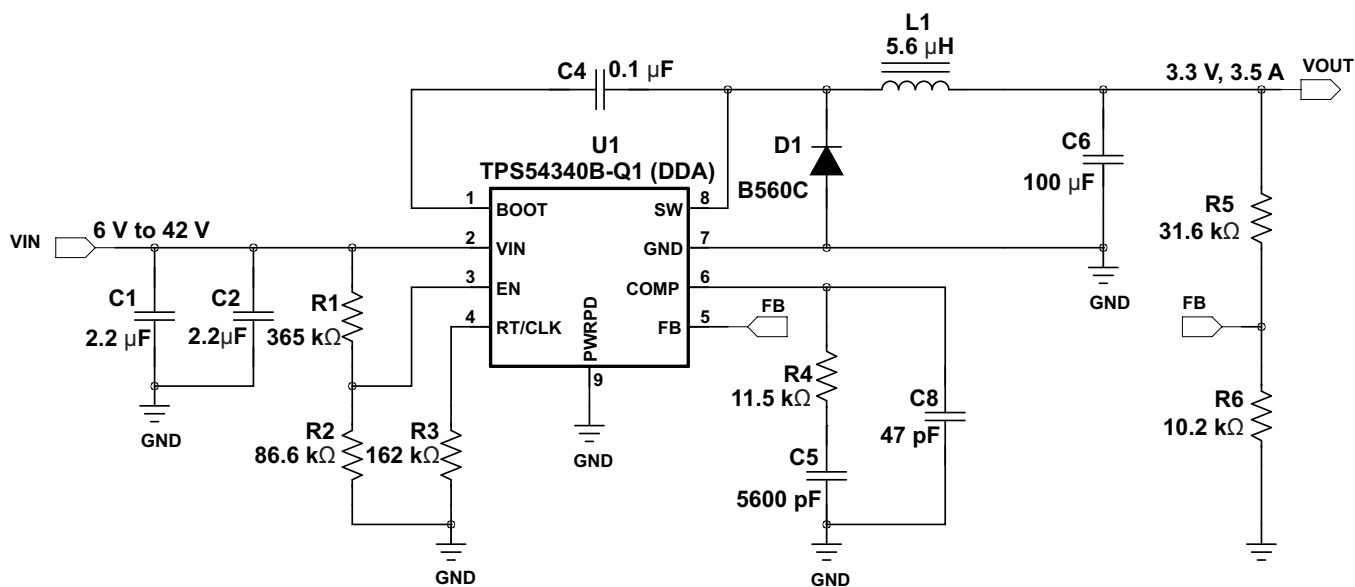 L1
5.6 μH
C4
0.1 μF
3.3 V, 3.5 A
VOUT
U1
TPS54340B-Q1 (DDA)
D1
B560C
C6
100 μF
1
BOOT
SW
8
VIN
6 V to 42 V
2
VIN
GND
7
R5
31.6 kΩ
3
EN
COMP
6
GND
C1
2.2 μF
C2
2.2μF
R1
365 kΩ
4
RT/CLK
PWRPD
FB
5
FB
FB
9
R4
11.5 kΩ
C8
47 pF
R6
10.2 kΩ
GND
R2
86.6 kΩ
R3
162 kΩ
GND
C5
5600 pF
GND
GND
GND